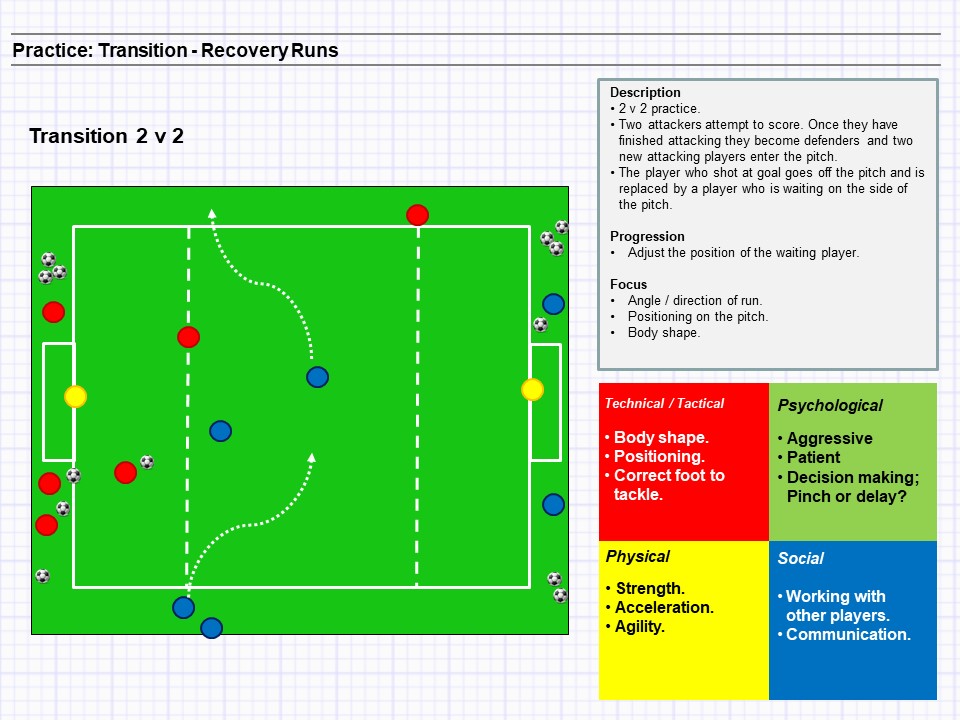 Practice: Transition - Recovery Runs
Transition 2 v 2
Description
• 2 v 2 practice.
• Two attackers attempt to score. Once they have
finished attacking they become defenders and two
new attacking players enter the pitch.
• The player who shot at goal goes off the pitch and is
replaced by a player who is waiting on the side of
the pitch.
Progression
• Adjust the position of the waiting player.
Focus
• Angle / direction of run.
• Positioning on the pitch.
• Body shape.
Technical / Tactical
• Body shape.
• Positioning.
• Correct foot to
tackle.
Psychological
• Aggressive
• Patient
• Decision making;
Pinch or delay?
Physical
• Strength.
• Acceleration.
• Agility.
Social
• Working with
other players.
• Communication.